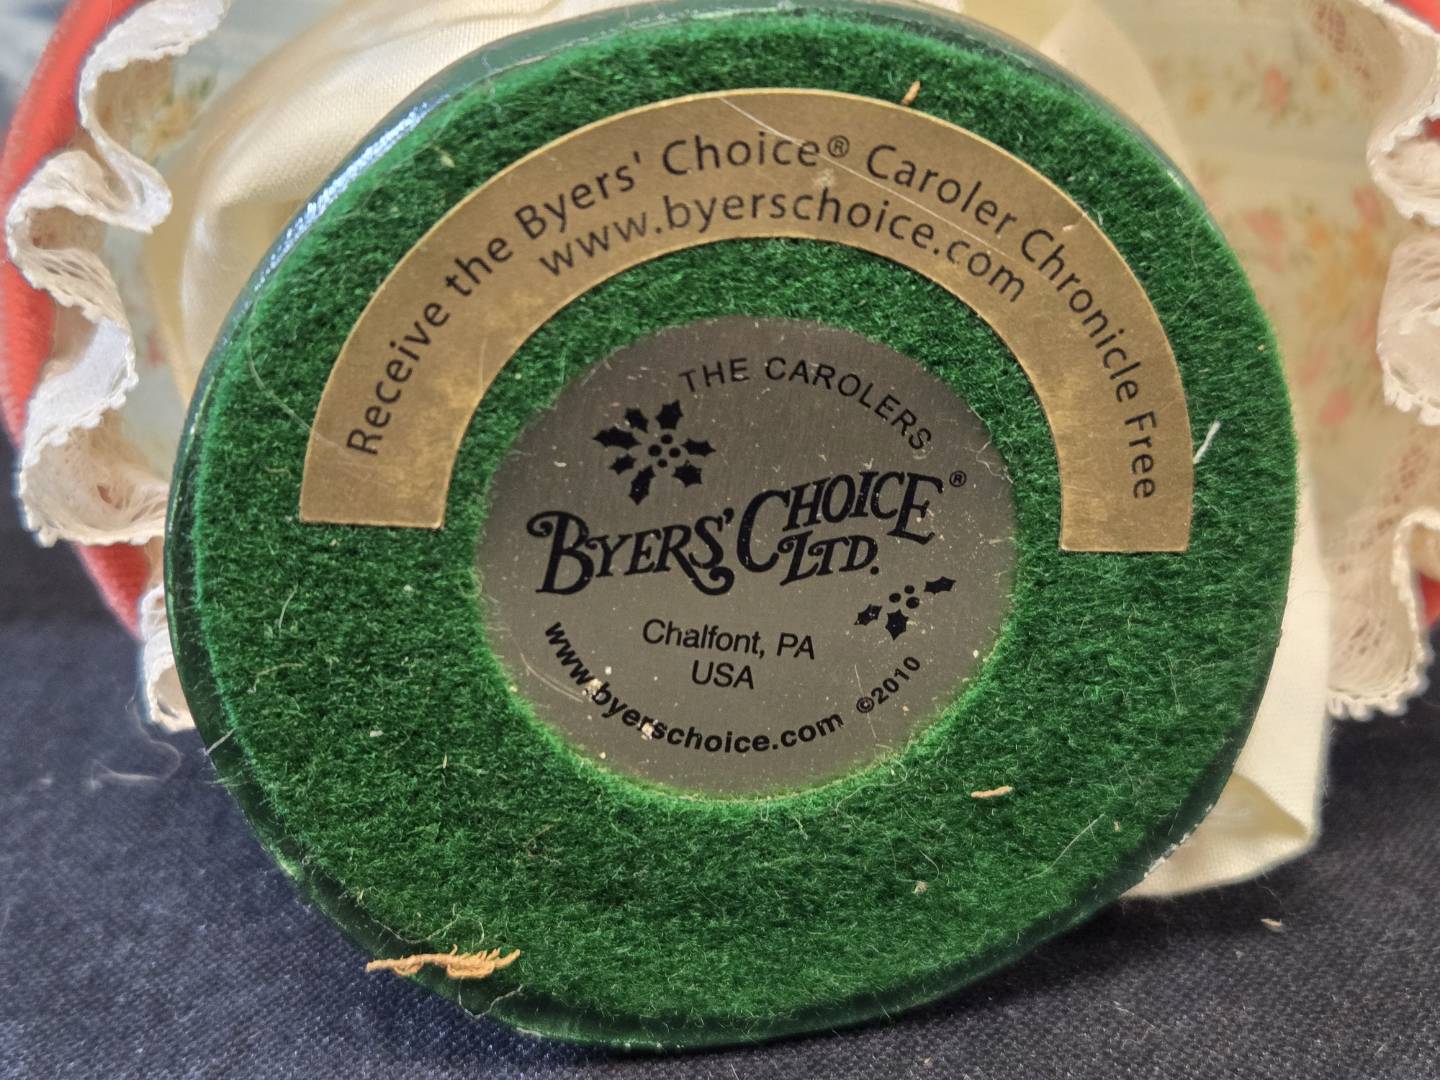 Receive the Byers' Choice® Caroler Chronicle Free
www.byerschoice.com
THE CAROLERS
BYERS' CHOICE®
LTD.
Chalfont, PA
USA
www.byerschoice.com ©2010